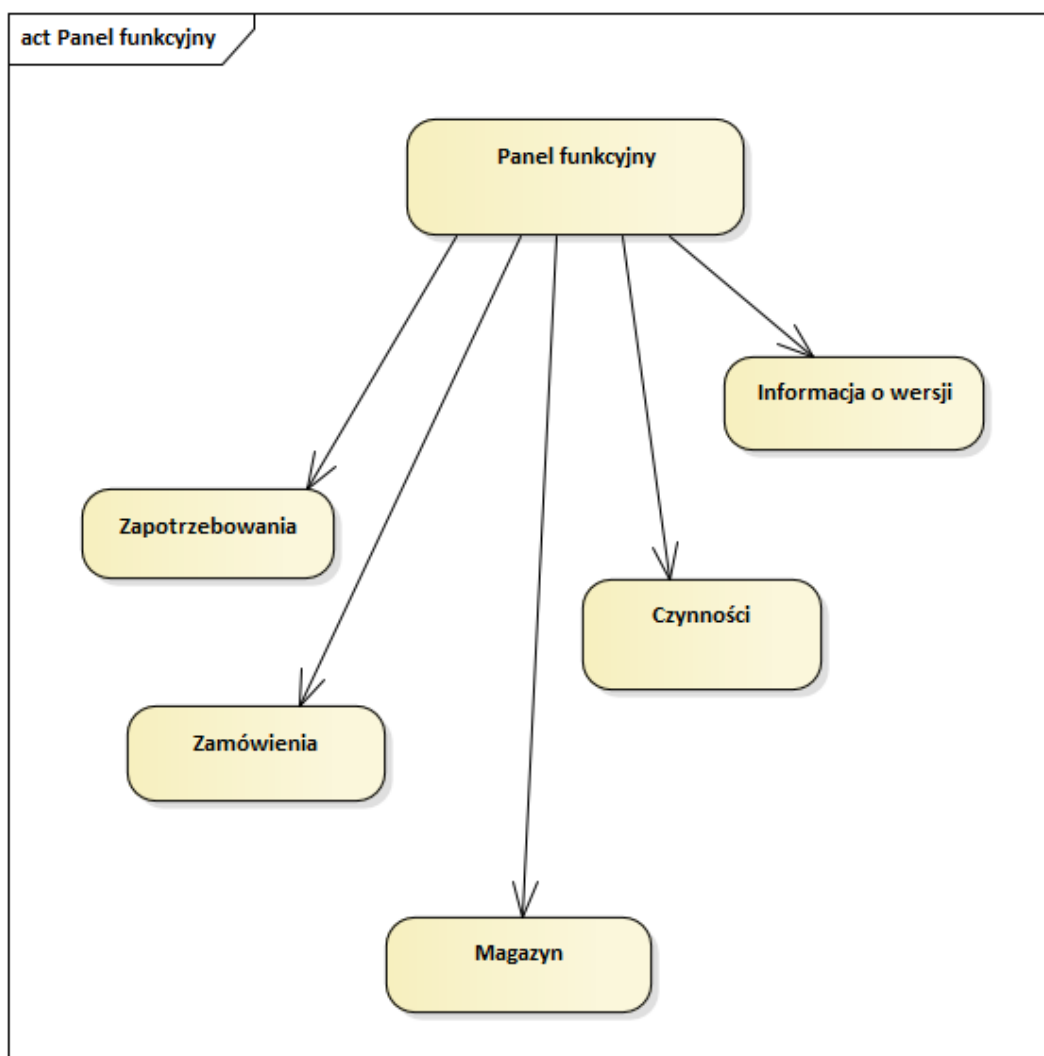 act Panel funkcyjny
Panel funkcyjny
Informacja o wersji
Zapotrzebowania
Czynności
Zamówienia
Magazyn